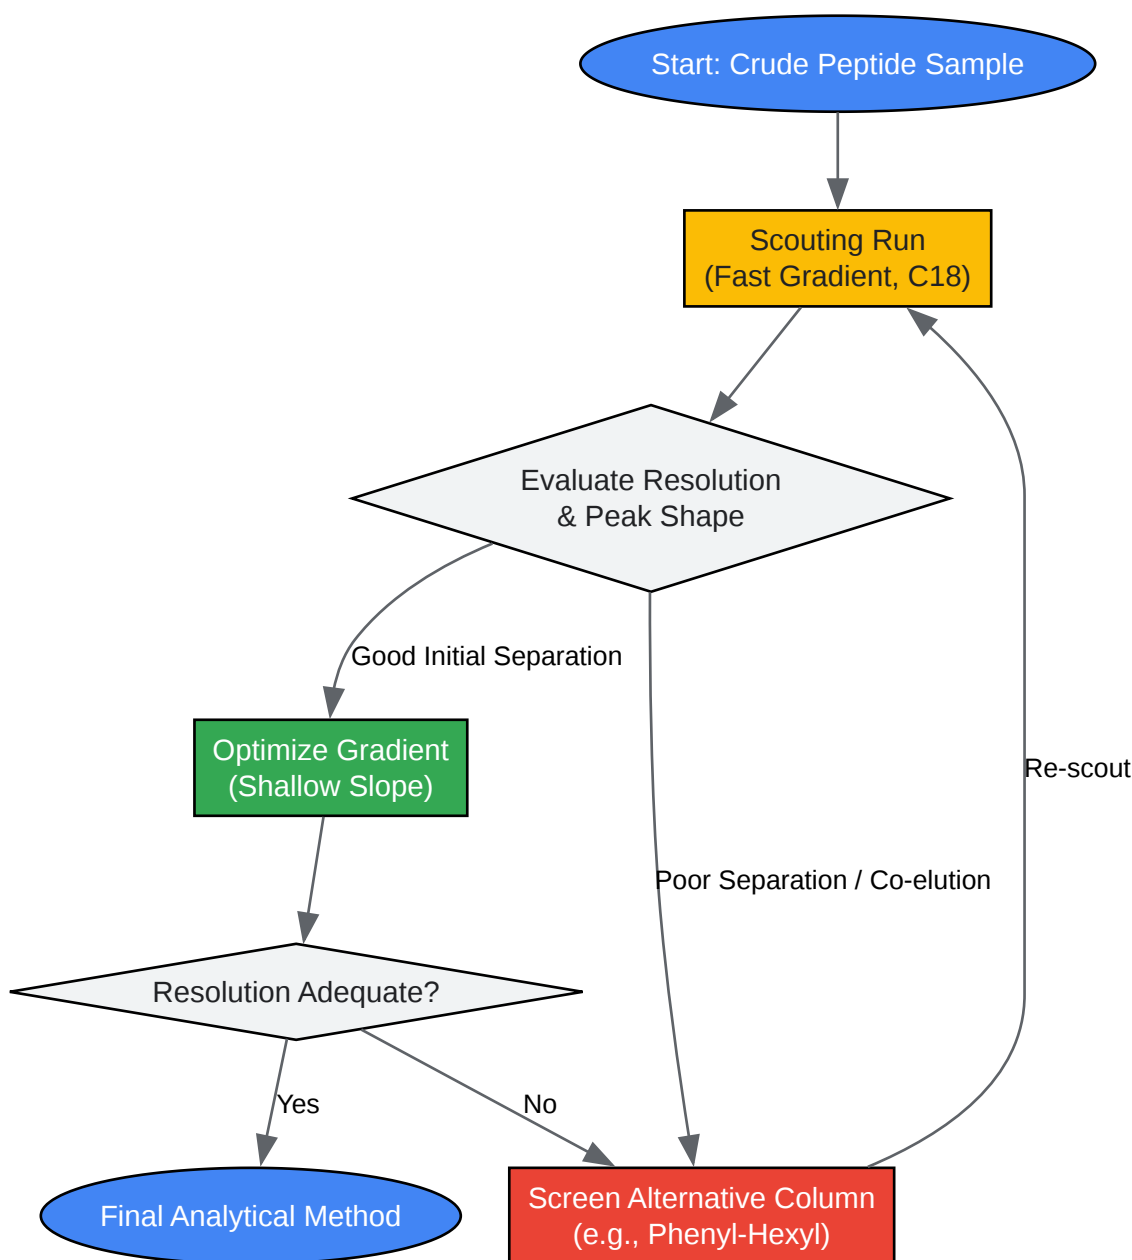 Start: Crude Peptide Sample
Scouting Run
(Fast Gradient, C18)
Evaluate Resolution
& Peak Shape
Good Initial Separation
Optimize Gradient
(Shallow Slope)
Re-scout
Poor Separation / Co-elution
Resolution Adequate?
Yes
No
Final Analytical Method
Screen Alternative Column
(e.g., Phenyl-Hexyl)